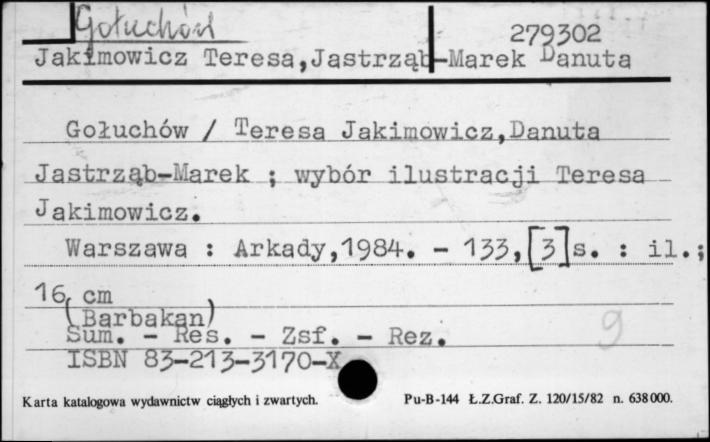 Gołuchów
279302
Jakimowicz Teresa,Jastrząb-Marek Danuta
Gołuchów / Teresa Jakimowicz,Danuta
Jastrząb-Marek ; wybór ilustracji Teresa
Jakimowicz.
Warszawa : Arkady,1984. - 133,[3]s. : il.;
16 cm
(Barbakan)
Sum. - Res. - Zsf. - Rez.
9
ISBN 83-213-3170-X
Karta katalogowa wydawnictw ciągłych i zwartych.
Pu-B-144 Ł.Z.Graf. Z. 120/15/82 n. 638000.